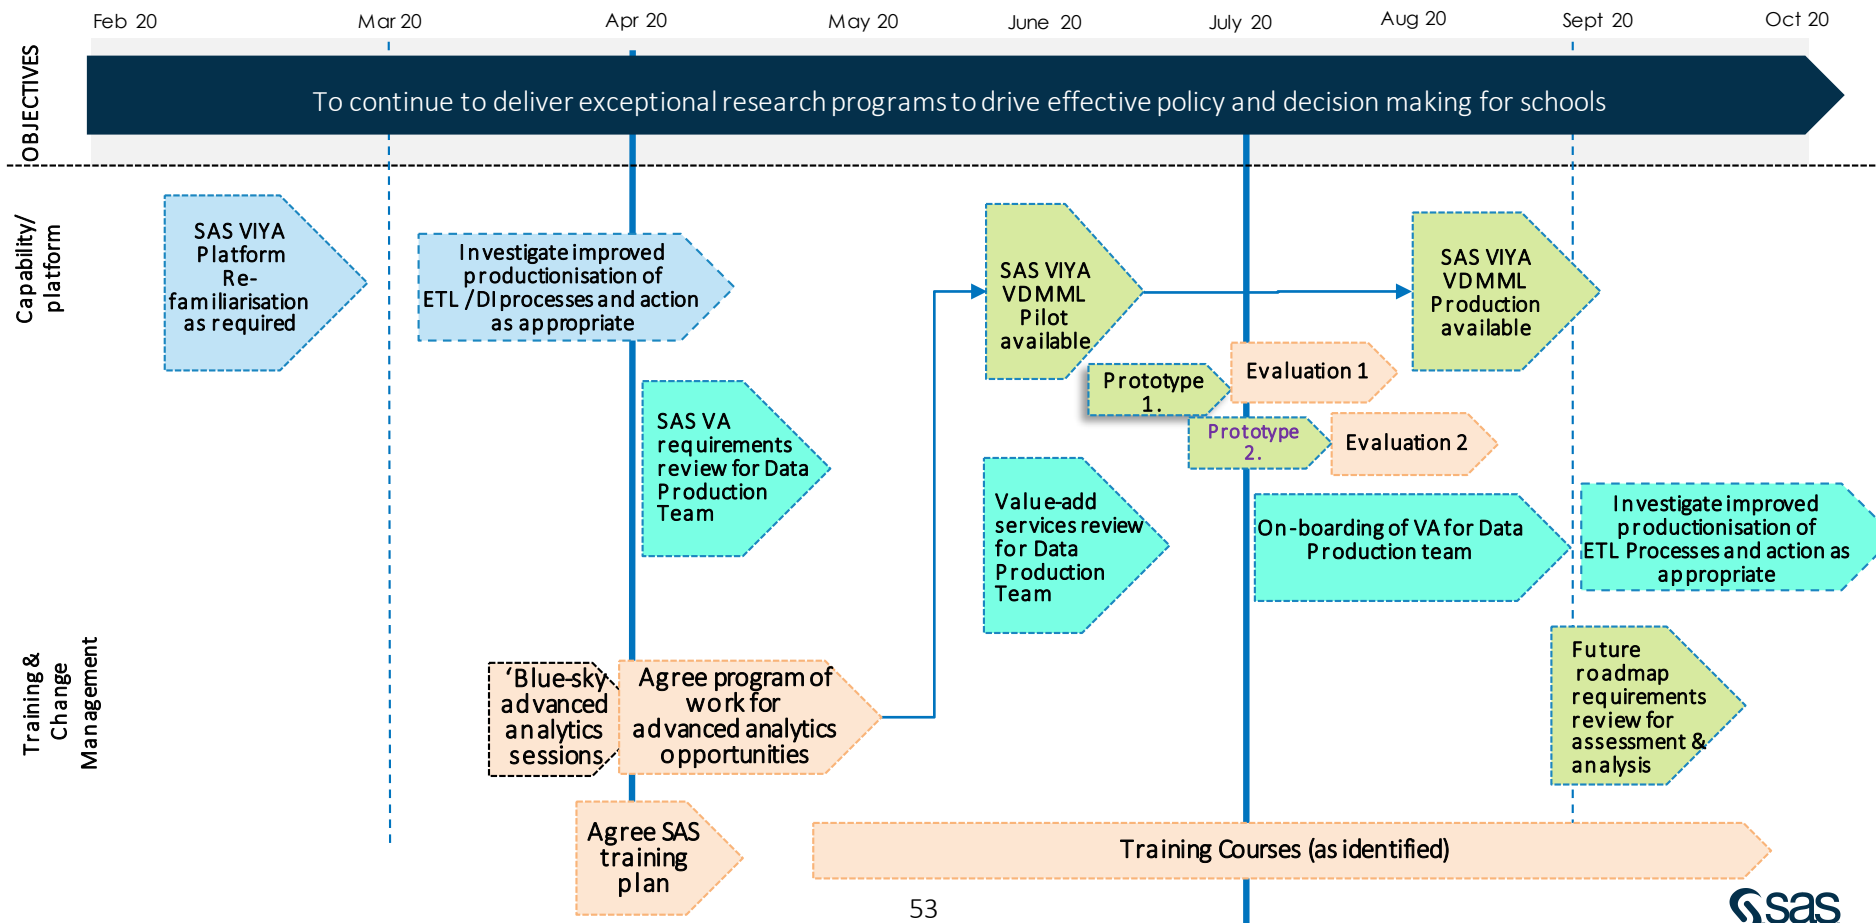 Feb 20
Mar 20
Apr 20
May 20
June 20
July 20
Aug 20
Sept 20
Oct 20
OBJECTIVES
To continue to deliver exceptional research programs to drive effective policy and decision making for schools
Capability/
platform
SAS VIYA
Platform
Re-
familiarisation
as required
Investigate improved
productionisation of
ETL /DI processes and action
as appropriate
SAS VIYA
VDMML
Pilot
available
SAS VIYA
VDMML
Production
available
Prototype
1.
Evaluation 1
Prototype
2.
Evaluation 2
SAS VA
requirements
review for Data
Production
Team
Value-add
services review
for Data
Production
Team
On-boarding of VA for Data
Production team
Investigate improved
productionisation of
ETL Processes and action as
appropriate
Training &
Change
Management
‘Blue-sky
advanced
analytics
sessions
Agree program of
work for
advanced analytics
opportunities
Future
roadmap
requirements
review for
assessment &
analysis
Agree SAS
training
plan
Training Courses (as identified)
53
sas